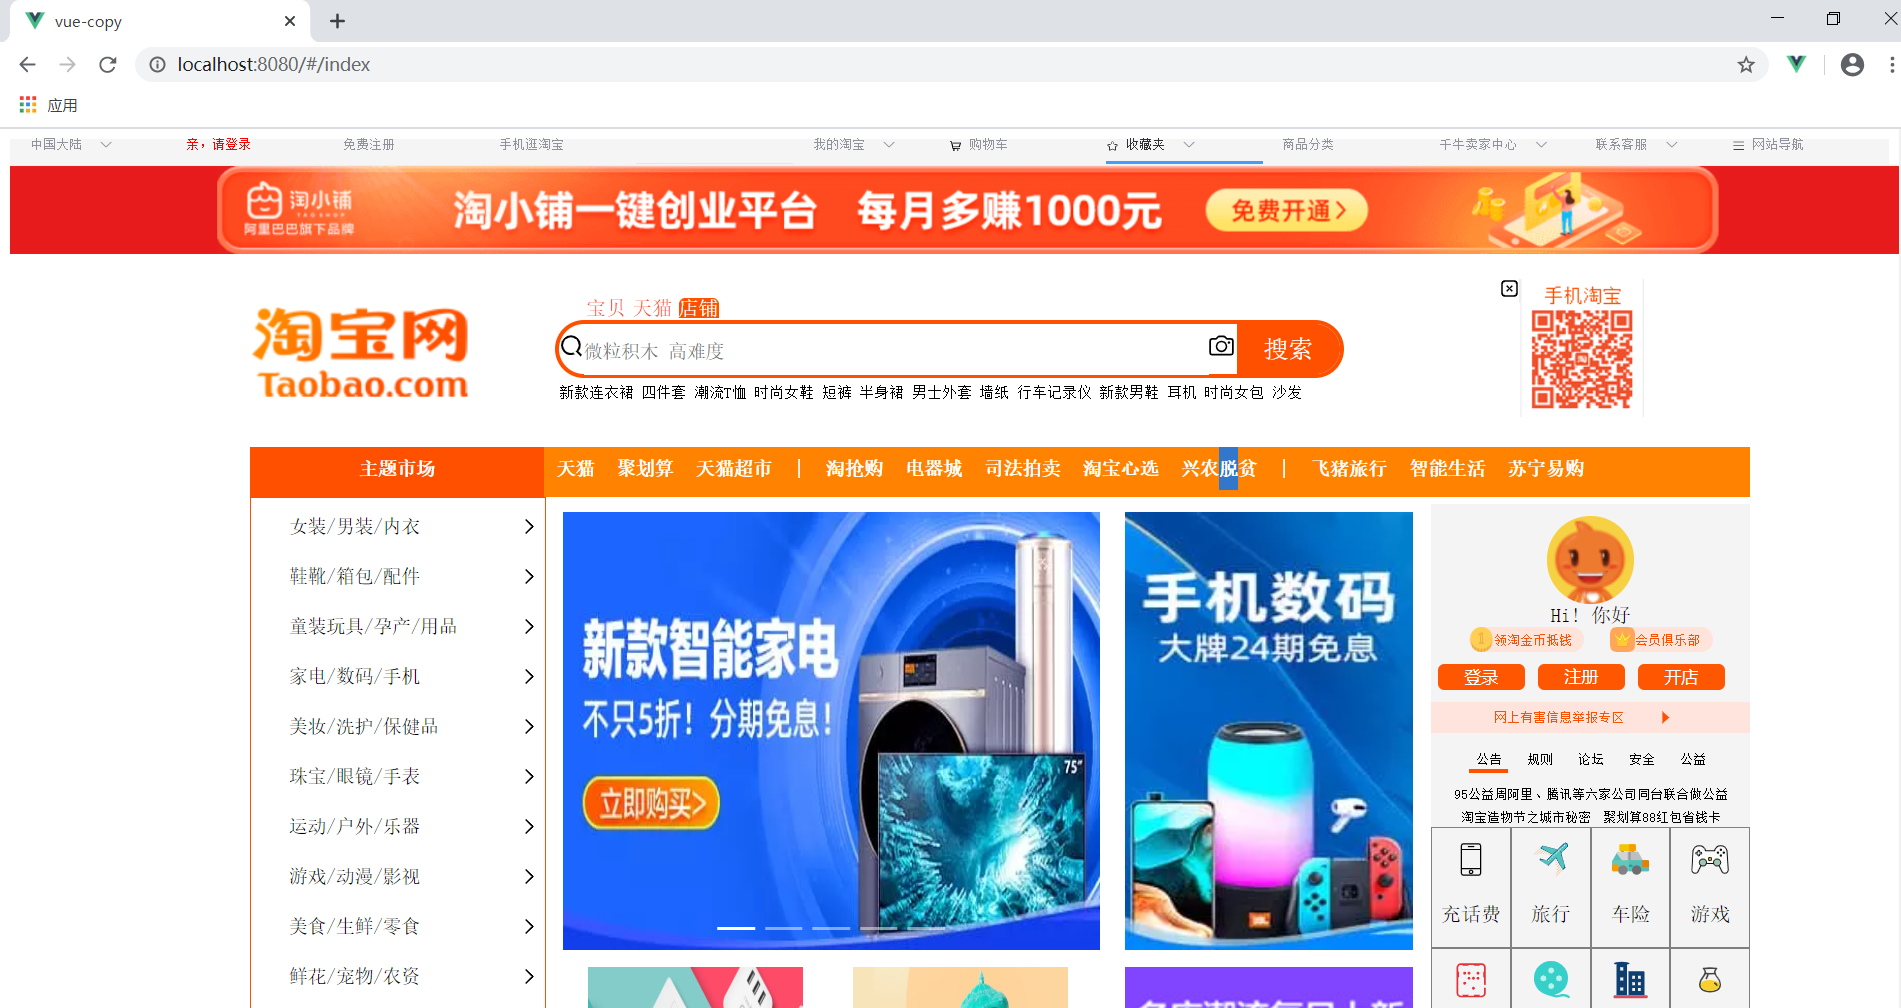 vue-copy
localhost:8080/#/index
应用
中国大陆 亲，请登录 免费注册 手机逛淘宝 我的淘宝 购物车 收藏夹 商品分类 千牛卖家中心 联系客服 网站导航
淘小铺
TAO SHOP
阿里巴巴旗下品牌
淘小铺一键创业平台 每月多赚1000元 免费开通
宝贝 天猫 店铺
手机淘宝
淘宝网
Taobao.com
微粒积木 高难度
搜索
新款连衣裙 四件套 潮流T恤 时尚女鞋 短裤 半身裙 男士外套 墙纸 行车记录仪 新款男鞋 耳机 时尚女包 沙发
主题市场 天猫 聚划算 天猫超市 | 淘抢购 电器城 司法拍卖 淘宝心选 兴农脱贫 | 飞猪旅行 智能生活 苏宁易购
女装/男装/内衣
鞋靴/箱包/配件
童装玩具/孕产/用品
家电/数码/手机
美妆/洗护/保健品
珠宝/眼镜/手表
运动/户外/乐器
游戏/动漫/影视
美食/生鲜/零食
鲜花/宠物/农资
新款智能家电
不只5折！分期免息！
立即购买>
75"
手机数码
大牌24期免息
JBL
Hi！你好
领淘金币抵钱 会员俱乐部
登录 注册 开店
网上有害信息举报专区
公告 规则 论坛 安全 公益
95公益周阿里、腾讯等六家公司同台联合做公益
淘宝造物节之城市秘密 聚划算88红包省钱卡
充话费 旅行 车险 游戏